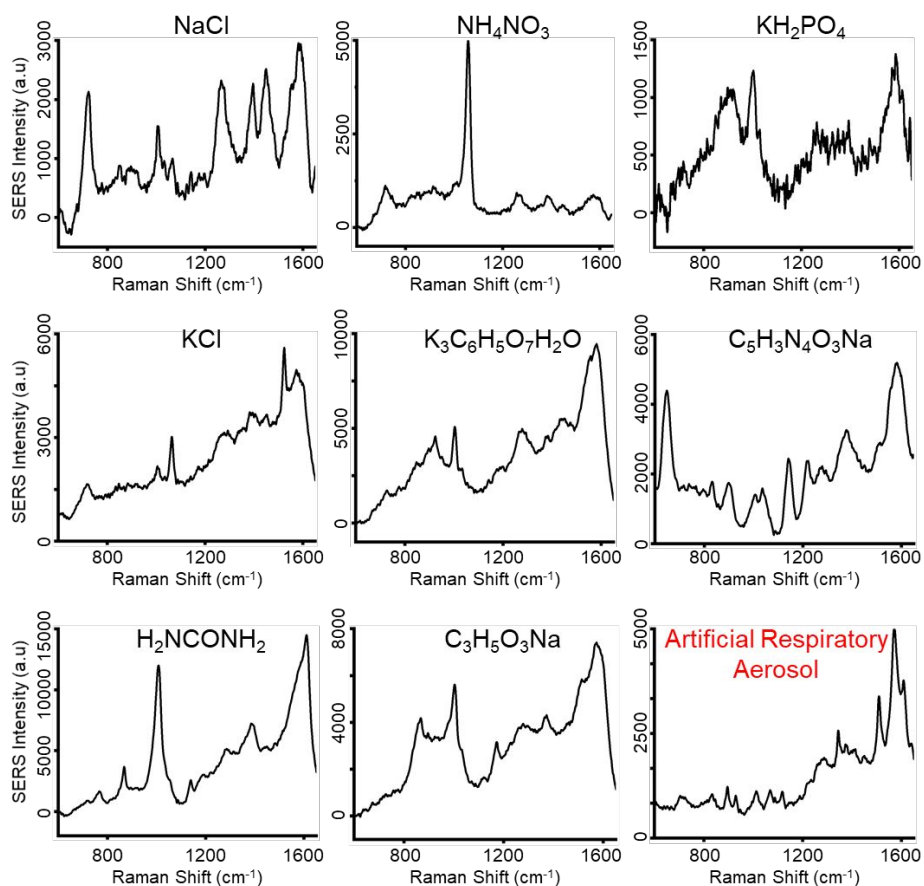 NaCl
SERS Intensity (a.u)
3000
2000
1000
0
800
1200
1600
Raman Shift (cm⁻¹)
NH₄NO₃
5000
2500
0
800
1200
1600
Raman Shift (cm⁻¹)
KH₂PO₄
1500
1000
500
0
800
1200
1600
Raman Shift (cm⁻¹)
KCl
SERS Intensity (a.u)
6000
3000
0
800
1200
1600
Raman Shift (cm⁻¹)
K₃C₆H₅O₇H₂O
10000
5000
0
800
1200
1600
Raman Shift (cm⁻¹)
C₅H₃N₄O₃Na
6000
4000
2000
0
800
1200
1600
Raman Shift (cm⁻¹)
H₂NCONH₂
SERS Intensity (a.u)
15000
10000
5000
0
800
1200
1600
Raman Shift (cm⁻¹)
C₃H₅O₃Na
8000
4000
0
800
1200
1600
Raman Shift (cm⁻¹)
Artificial Respiratory
Aerosol
5000
2500
0
800
1200
1600
Raman Shift (cm⁻¹)